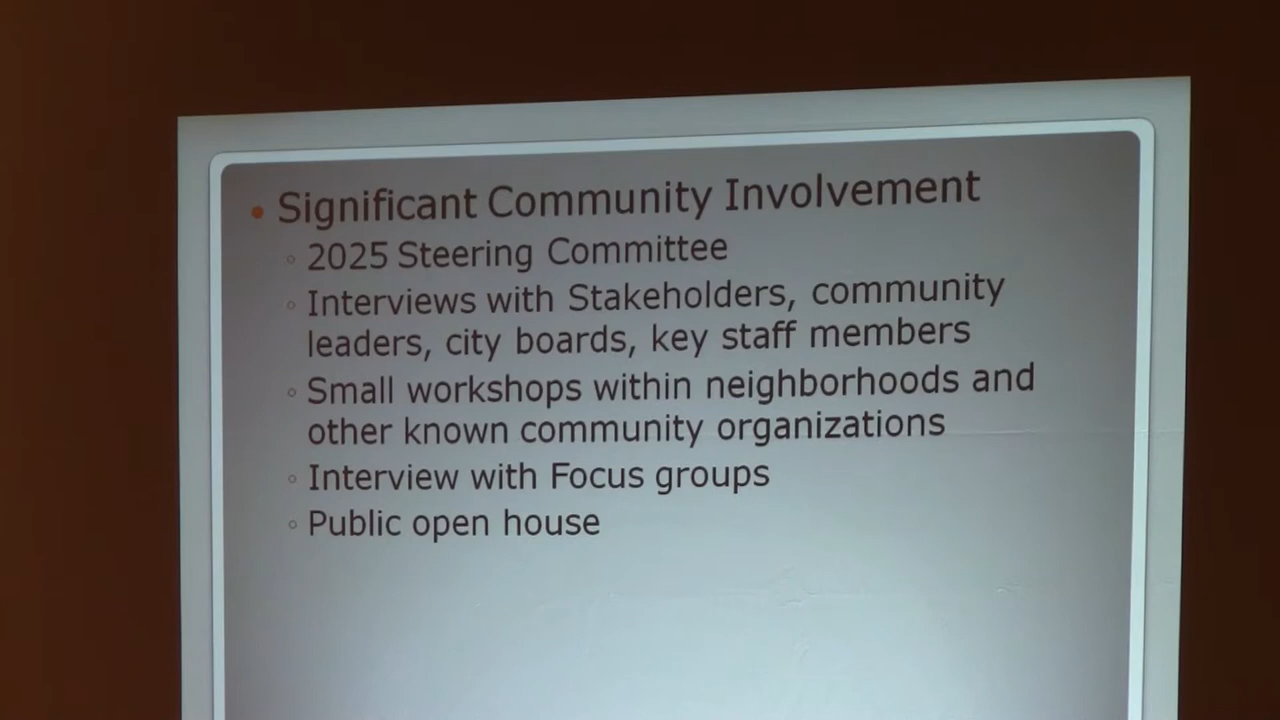 • Significant Community Involvement
◦ 2025 Steering Committee
◦ Interviews with Stakeholders, community
leaders, city boards, key staff members
◦ Small workshops within neighborhoods and
other known community organizations
◦ Interview with Focus groups
◦ Public open house